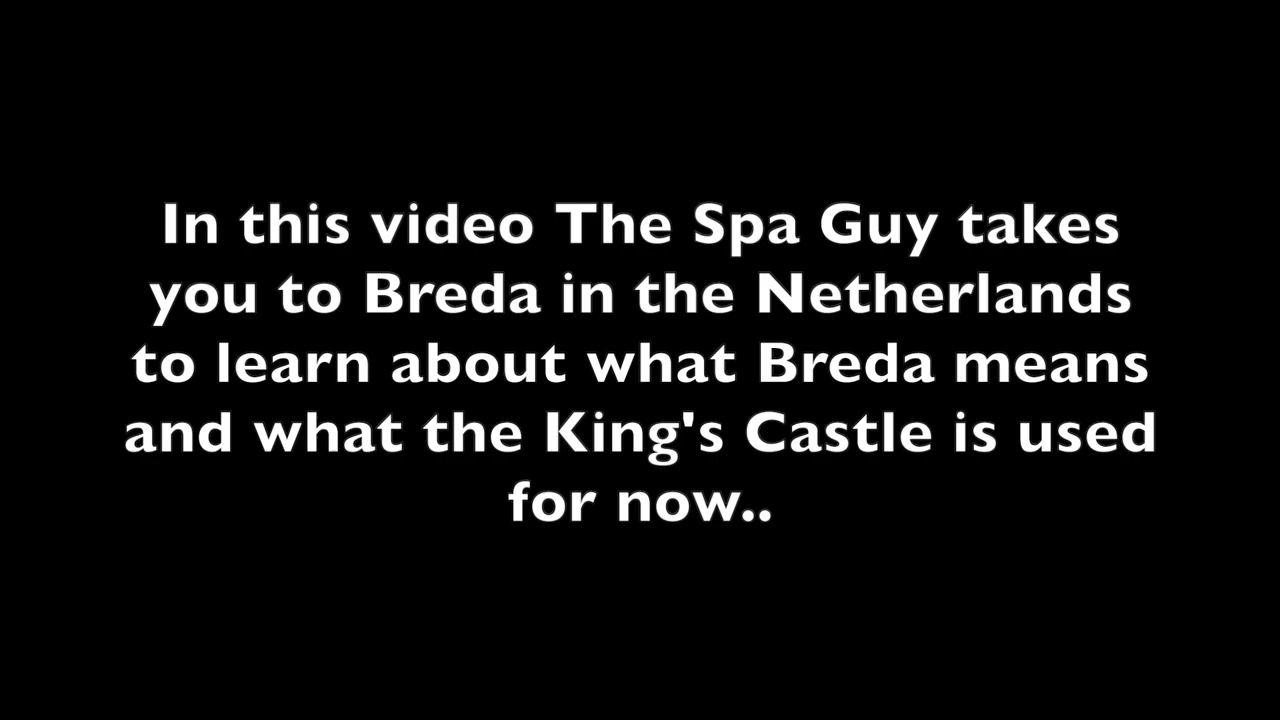 In this video The Spa Guy takes
you to Breda in the Netherlands
to learn about what Breda means
and what the King's Castle is used
for now..